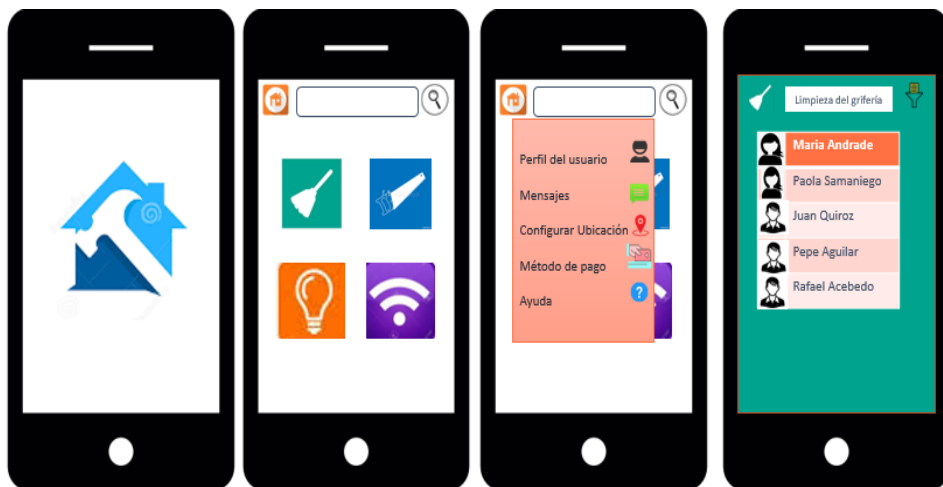 Perfil del usuario
Mensajes
Configurar Ubicación
Método de pago
Ayuda
Limpieza del grifería
Maria Andrade
Paola Samaniego
Juan Quiroz
Pepe Aguilar
Rafael Acebedo